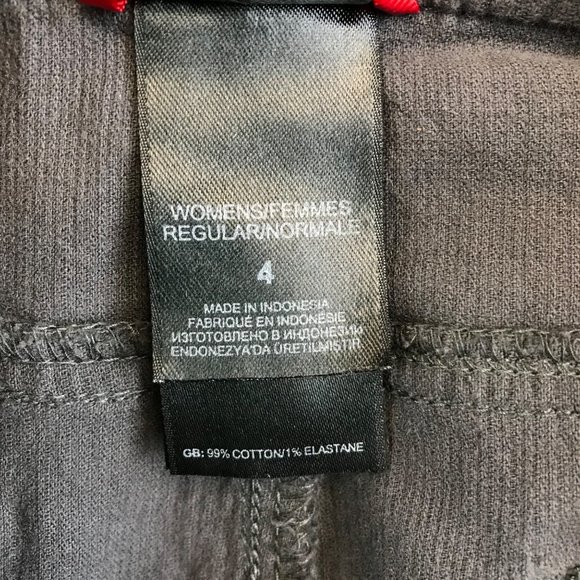 WOMENS/FEMMES
REGULAR/NORMALE
4
MADE IN INDONESIA
FABRIQUÉ EN INDONÉSIE
ИЗГОТОВЛЕНО В ИНДОНЕЗИИ
ENDONEZYA'DA ÜRETILMISTIR
GB: 99% COTTON/1% ELASTANE